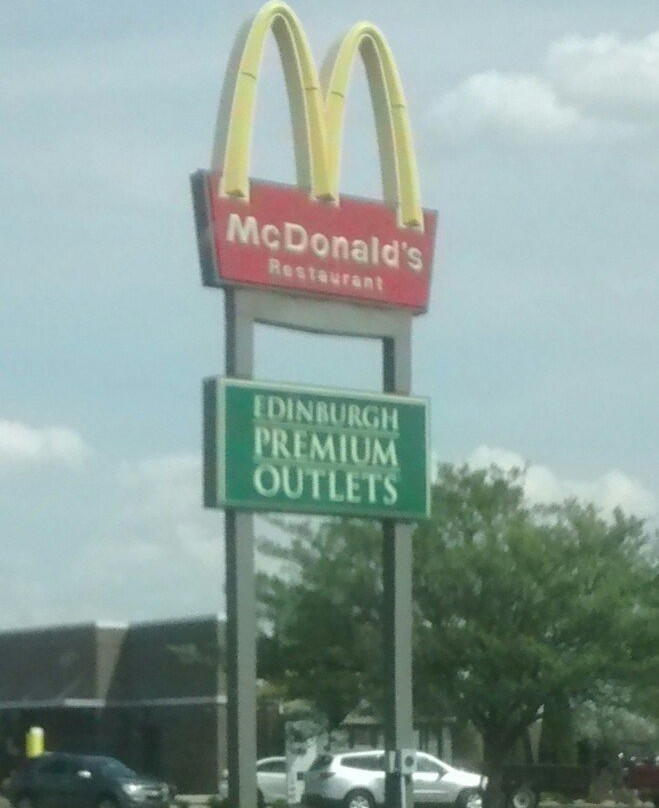 McDonald's
Restaurant
EDINBURGH
PREMIUM
OUTLETS